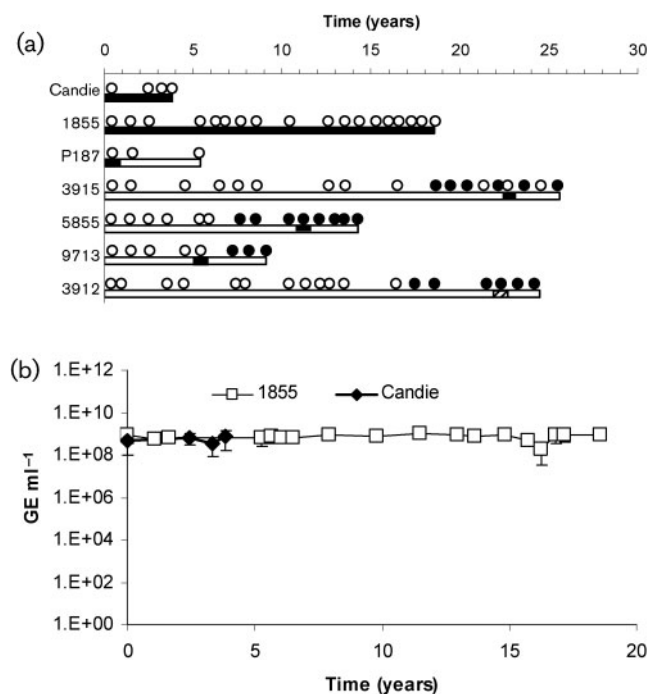 (a)
Time (years)
0 5 10 15 20 25 30
Candie
1855
P187
3915
5855
9713
3912
(b)
1855 Candie
1.E+12
1.E+10
1.E+08
1.E+06
1.E+04
1.E+02
1.E+00
GE ml⁻¹
0 5 10 15 20
Time (years)